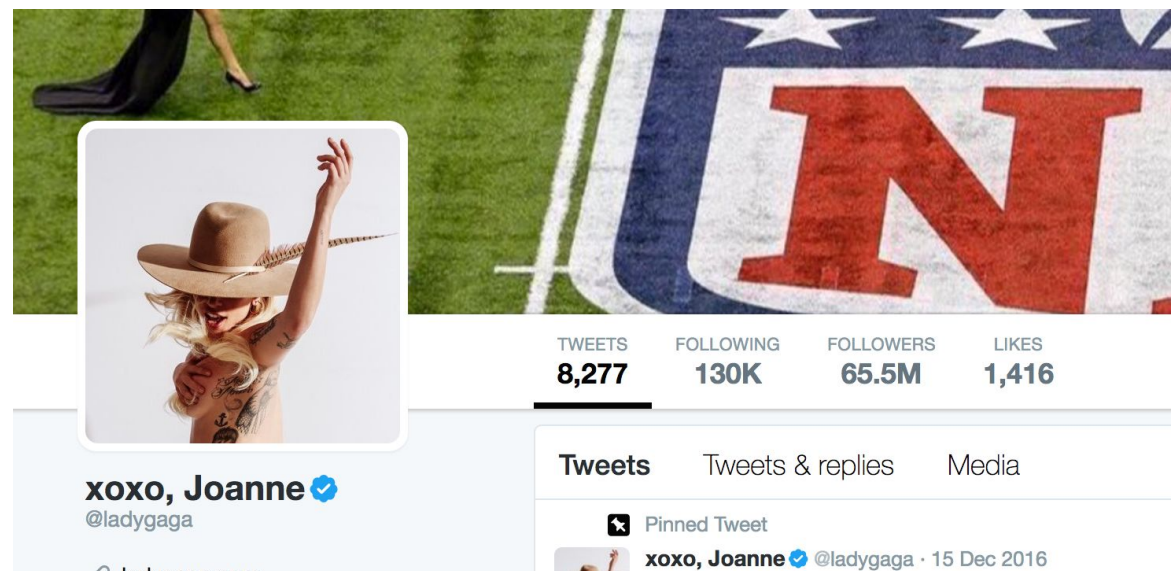 N
TWEETS FOLLOWING FOLLOWERS LIKES
8,277 130K 65.5M 1,416
Tweets Tweets & replies Media
xoxo, Joanne
@ladygaga
Pinned Tweet
xoxo, Joanne @ladygaga · 15 Dec 2016